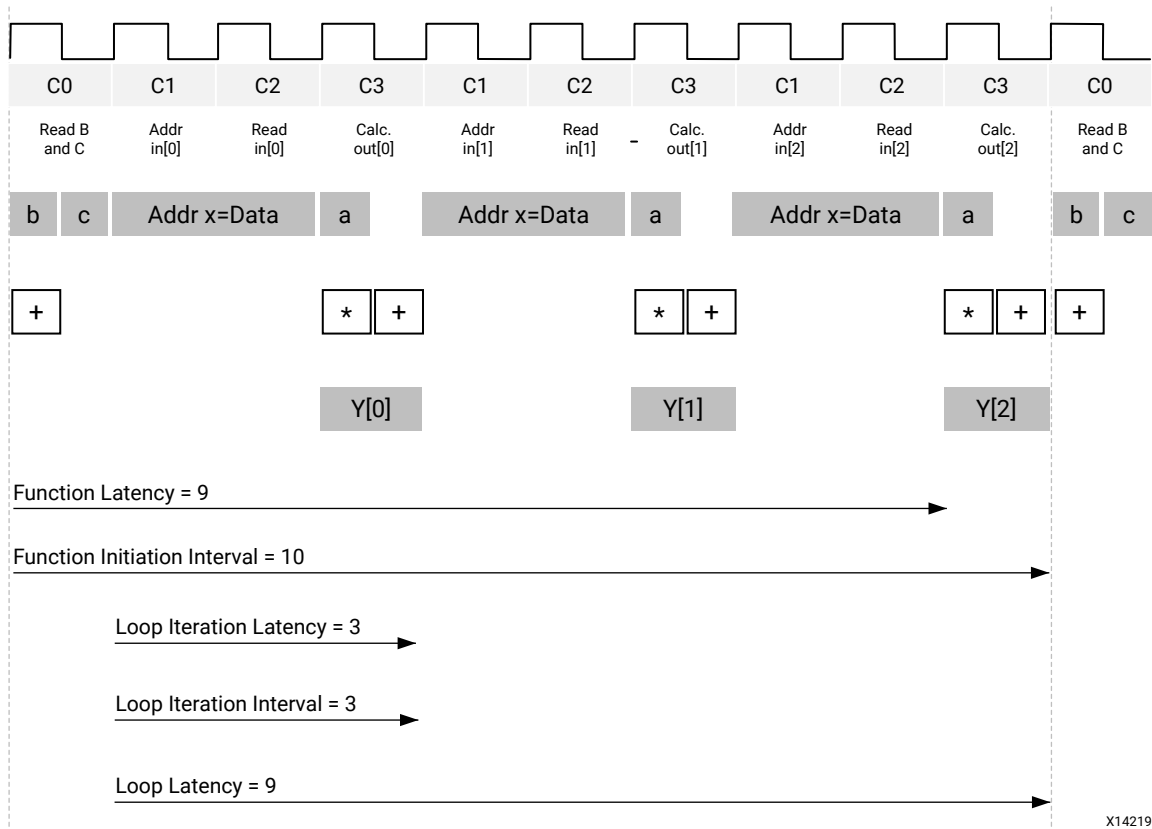 C0 C1 C2 C3 C1 C2 C3 C1 C2 C3 C0
Read B Addr Read Calc. Addr Read - Calc. Addr Read Calc. Read B
and C in[0] in[0] out[0] in[1] in[1] out[1] in[2] in[2] out[2] and C
b c Addr x=Data a Addr x=Data a Addr x=Data a b c
+ * + * + * + +
Y[0] Y[1] Y[2]
Function Latency = 9
Function Initiation Interval = 10
Loop Iteration Latency = 3
Loop Iteration Interval = 3
Loop Latency = 9
X14219